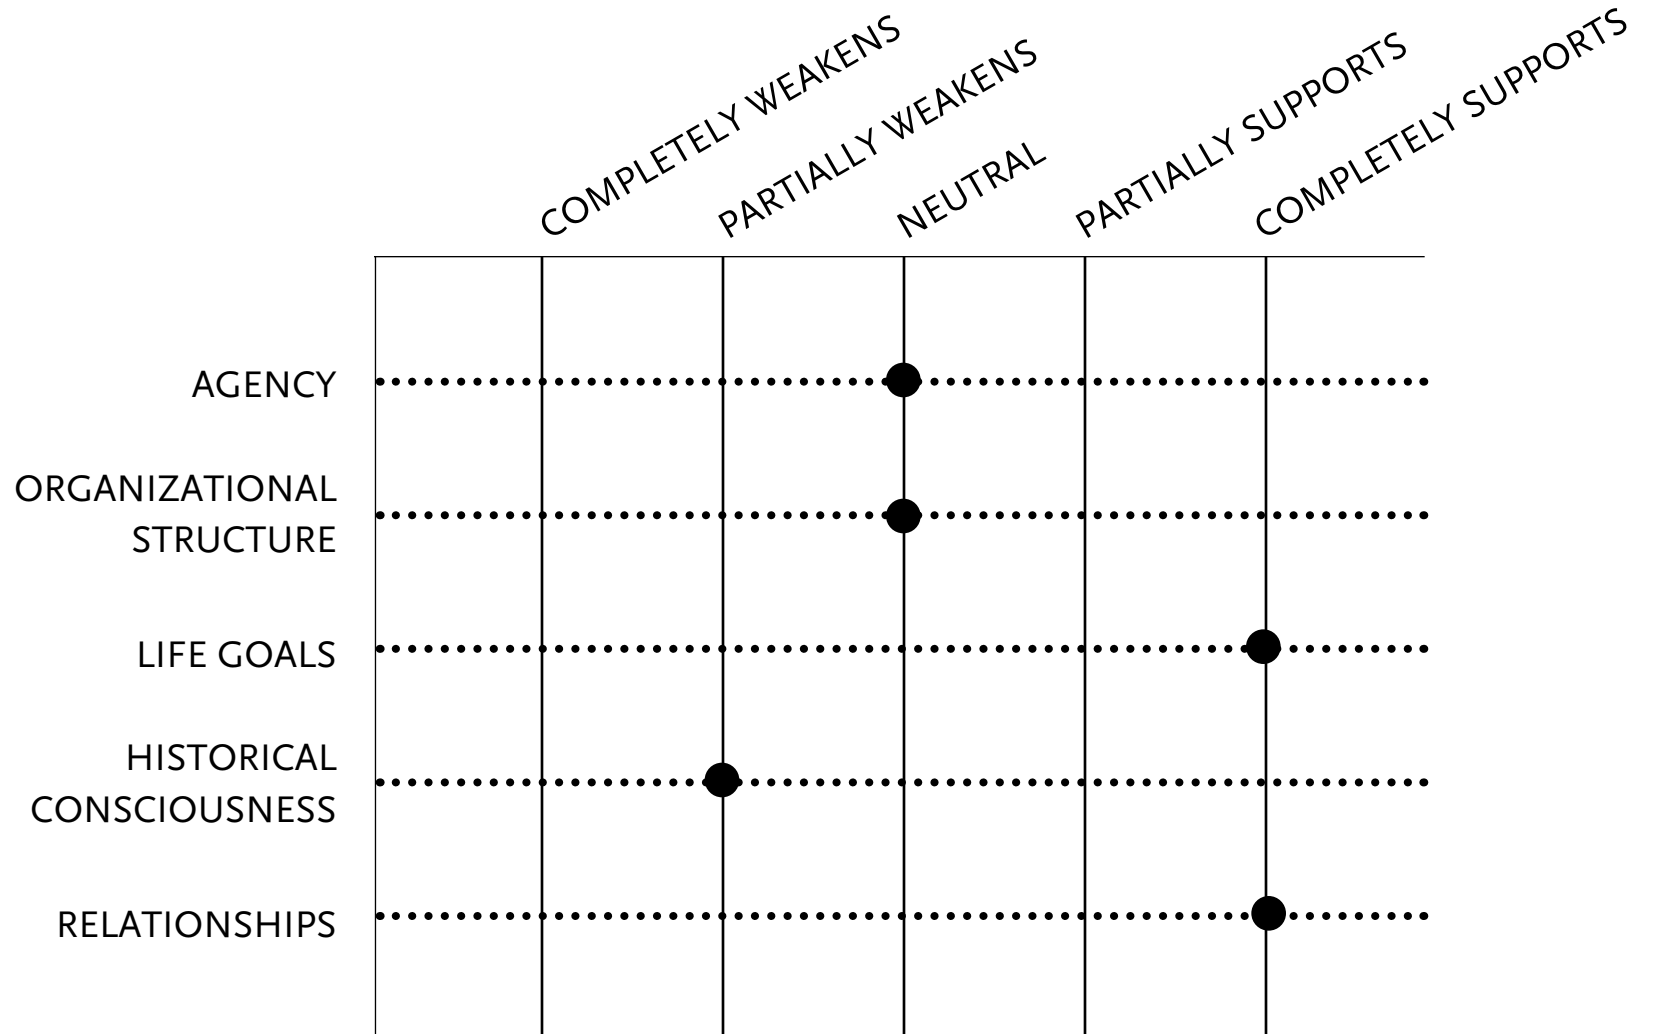 COMPLETELY WEAKENS
PARTIALLY WEAKENS
NEUTRAL
PARTIALLY SUPPORTS
COMPLETELY SUPPORTS
AGENCY
ORGANIZATIONAL
STRUCTURE
LIFE GOALS
HISTORICAL
CONSCIOUSNESS
RELATIONSHIPS